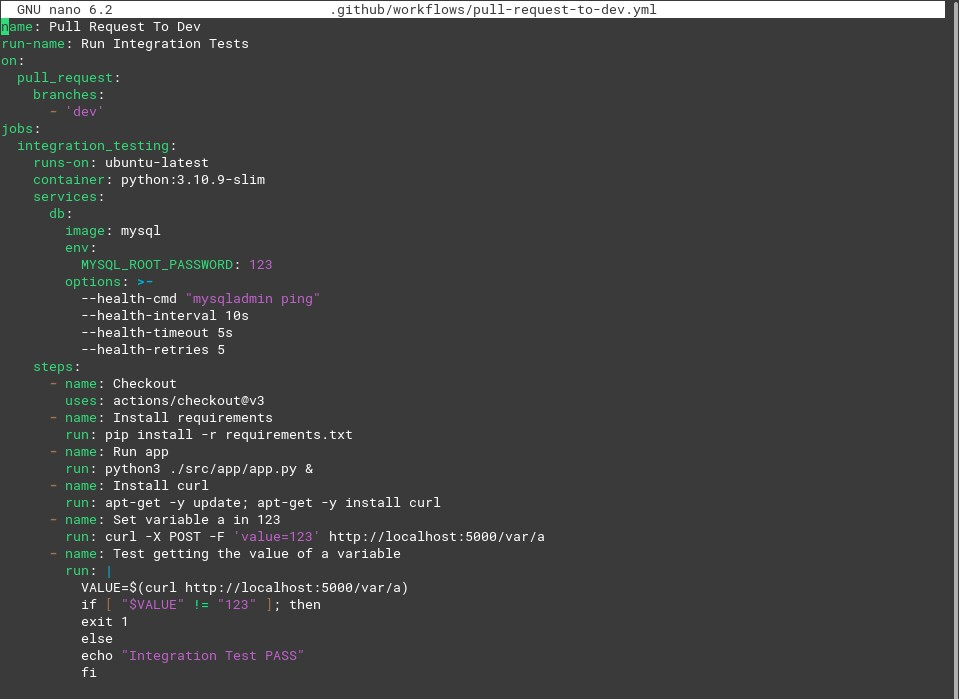 GNU nano 6.2 .github/workflows/pull-request-to-dev.yml
name: Pull Request To Dev
run-name: Run Integration Tests
on:
  pull_request:
    branches:
      - 'dev'
jobs:
  integration_testing:
    runs-on: ubuntu-latest
    container: python:3.10.9-slim
    services:
      db:
        image: mysql
        env:
          MYSQL_ROOT_PASSWORD: 123
        options: >-
          --health-cmd "mysqladmin ping"
          --health-interval 10s
          --health-timeout 5s
          --health-retries 5
    steps:
      - name: Checkout
        uses: actions/checkout@v3
      - name: Install requirements
        run: pip install -r requirements.txt
      - name: Run app
        run: python3 ./src/app/app.py &
      - name: Install curl
        run: apt-get -y update; apt-get -y install curl
      - name: Set variable a in 123
        run: curl -X POST -F 'value=123' http://localhost:5000/var/a
      - name: Test getting the value of a variable
        run: |
          VALUE=$(curl http://localhost:5000/var/a)
          if [ "$VALUE" != "123" ]; then
          exit 1
          else
          echo "Integration Test PASS"
          fi